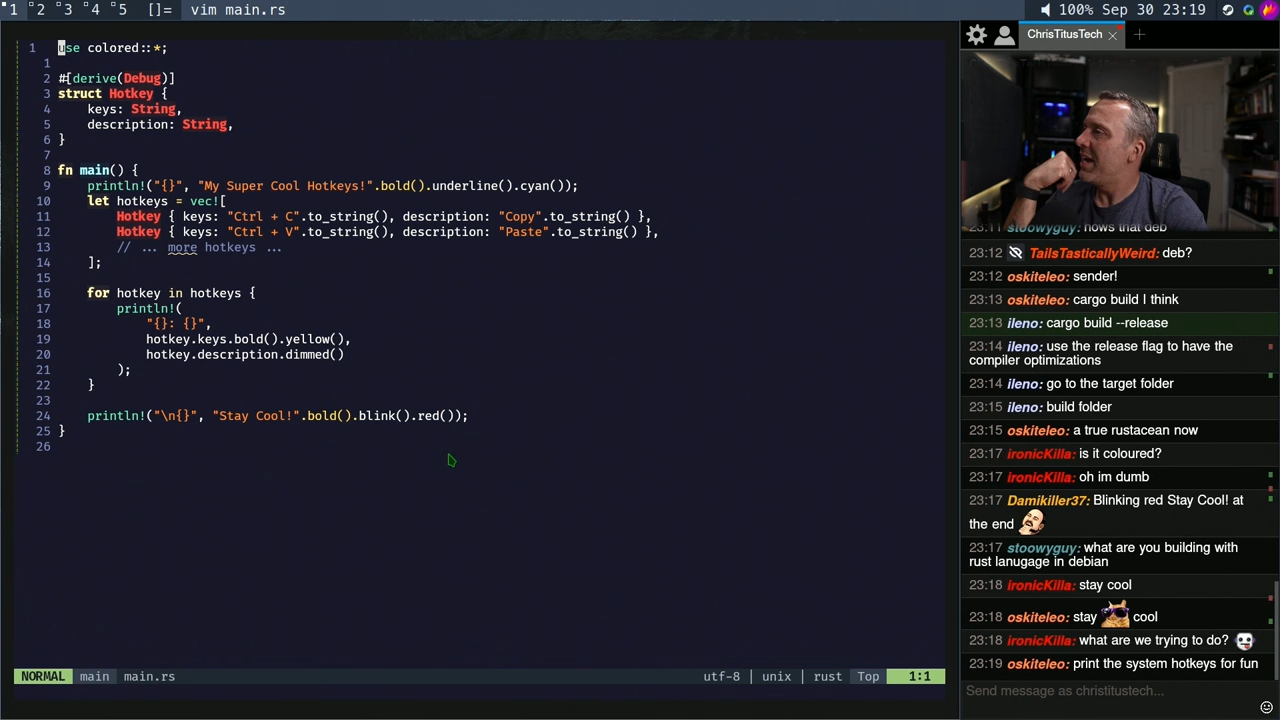 1 2 3 4 5 []= vim main.rs
100% Sep 30 23:19
1 use colored::*;
1
2 #[derive(Debug)]
3 struct Hotkey {
4 keys: String,
5 description: String,
6 }
7
8 fn main() {
9 println!("{}", "My Super Cool Hotkeys!".bold().underline().cyan());
10 let hotkeys = vec![
11 Hotkey { keys: "Ctrl + C".to_string(), description: "Copy".to_string() },
12 Hotkey { keys: "Ctrl + V".to_string(), description: "Paste".to_string() },
13 // ... more hotkeys ...
14 ];
15
16 for hotkey in hotkeys {
17 println!(
18 "{}: {}",
19 hotkey.keys.bold().yellow(),
20 hotkey.description.dimmed()
21 );
22 }
23
24 println!("\n{}", "Stay Cool!".bold().blink().red());
25 }
26
NORMAL main main.rs
utf-8 | unix | rust Top 1:1
ChrisTitusTech
23:11 stoowyguy: hows that deb
23:12 TailsTasticallyWeird: deb?
23:12 oskiteleo: sender!
23:13 oskiteleo: cargo build I think
23:13 ileno: cargo build --release
23:14 ileno: use the release flag to have the
compiler optimizations
23:14 ileno: go to the target folder
23:15 ileno: build folder
23:15 oskiteleo: a true rustacean now
23:17 ironicKilla: is it coloured?
23:17 ironicKilla: oh im dumb
23:17 Damikiller37: Blinking red Stay Cool! at
the end
23:17 stoowyguy: what are you building with
rust lanugage in debian
23:18 ironicKilla: stay cool
23:18 oskiteleo: stay cool
23:18 ironicKilla: what are we trying to do?
23:19 oskiteleo: print the system hotkeys for fun
Send message as christitustech...